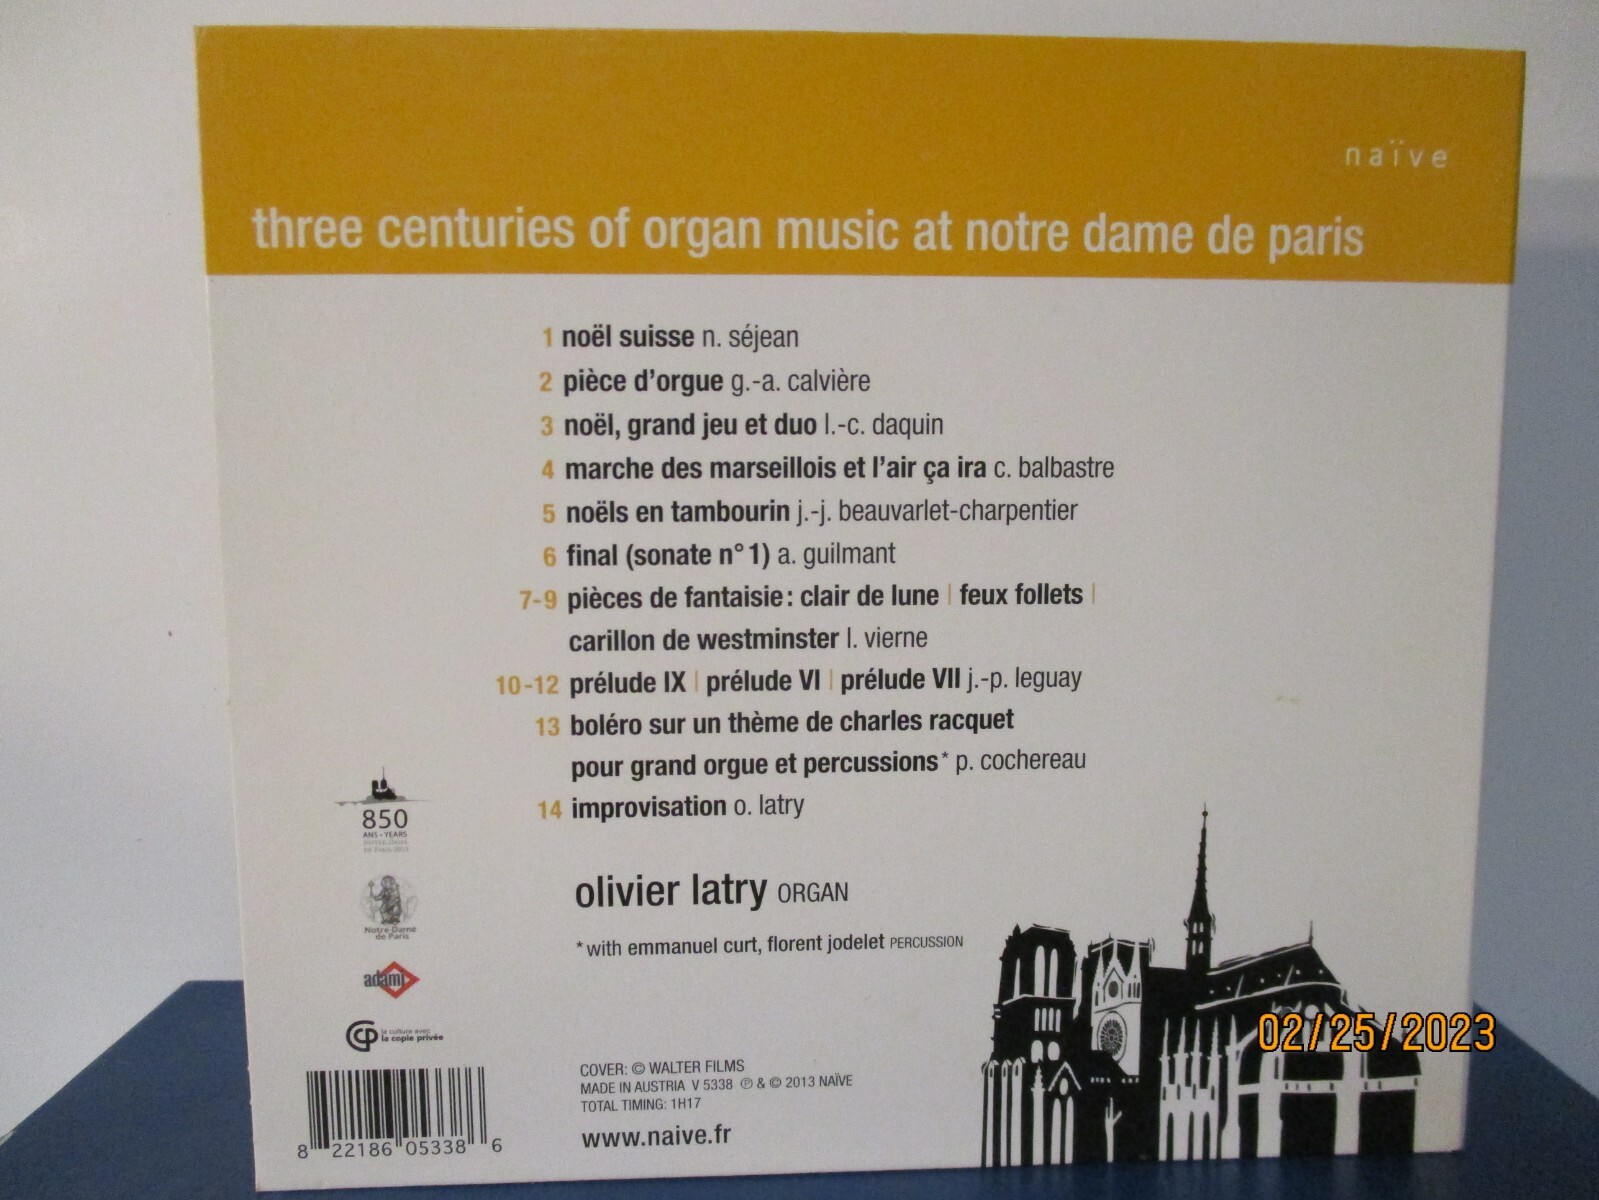 naïve
three centuries of organ music at notre dame de paris
1 noël suisse n. séjean
2 pièce d'orgue g.-a. calvière
3 noël, grand jeu et duo l.-c. daquin
4 marche des marseillois et l'air ça ira c. balbastre
5 noëls en tambourin j.-j. beauvarlet-charpentier
6 final (sonate n° 1) a. guilmant
7-9 pièces de fantaisie : clair de lune | feux follets |
carillon de westminster l. vierne
10-12 prélude IX | prélude VI | prélude VII j.-p. leguay
13 boléro sur un thème de charles racquet
pour grand orgue et percussions* p. cochereau
14 improvisation o. latry
850
ANS - YEARS
NOTRE DAME
DE PARIS 2013
Notre Dame
de Paris
adami
la culture avec
la copie privée
olivier latry ORGAN
* with emmanuel curt, florent jodelet PERCUSSION
COVER: © WALTER FILMS
MADE IN AUSTRIA V 5338 ℗ & © 2013 NAÏVE
TOTAL TIMING: 1H17
www.naive.fr
8 22186 05338 6
02/25/2023